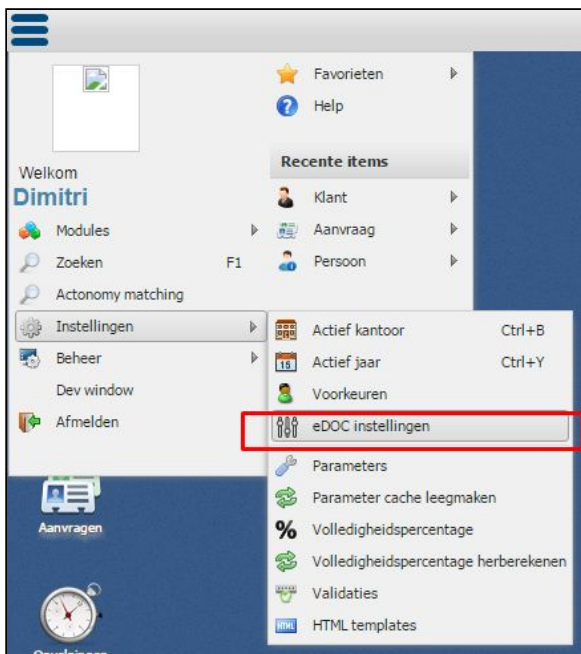 Welkom
Dimitri
Modules
Zoeken F1
Actonomy matching
Instellingen
Beheer
Dev window
Afmelden
Favorieten
Help
Recente items
Klant
Aanvraag
Persoon
15
Actief kantoor Ctrl+B
Actief jaar Ctrl+Y
Voorkeuren
eDOC instellingen
Parameters
Parameter cache leegmaken
% Volledigheidspercentage
Volledigheidspercentage herberekenen
Validaties
HTML HTML templates
Aanvragen